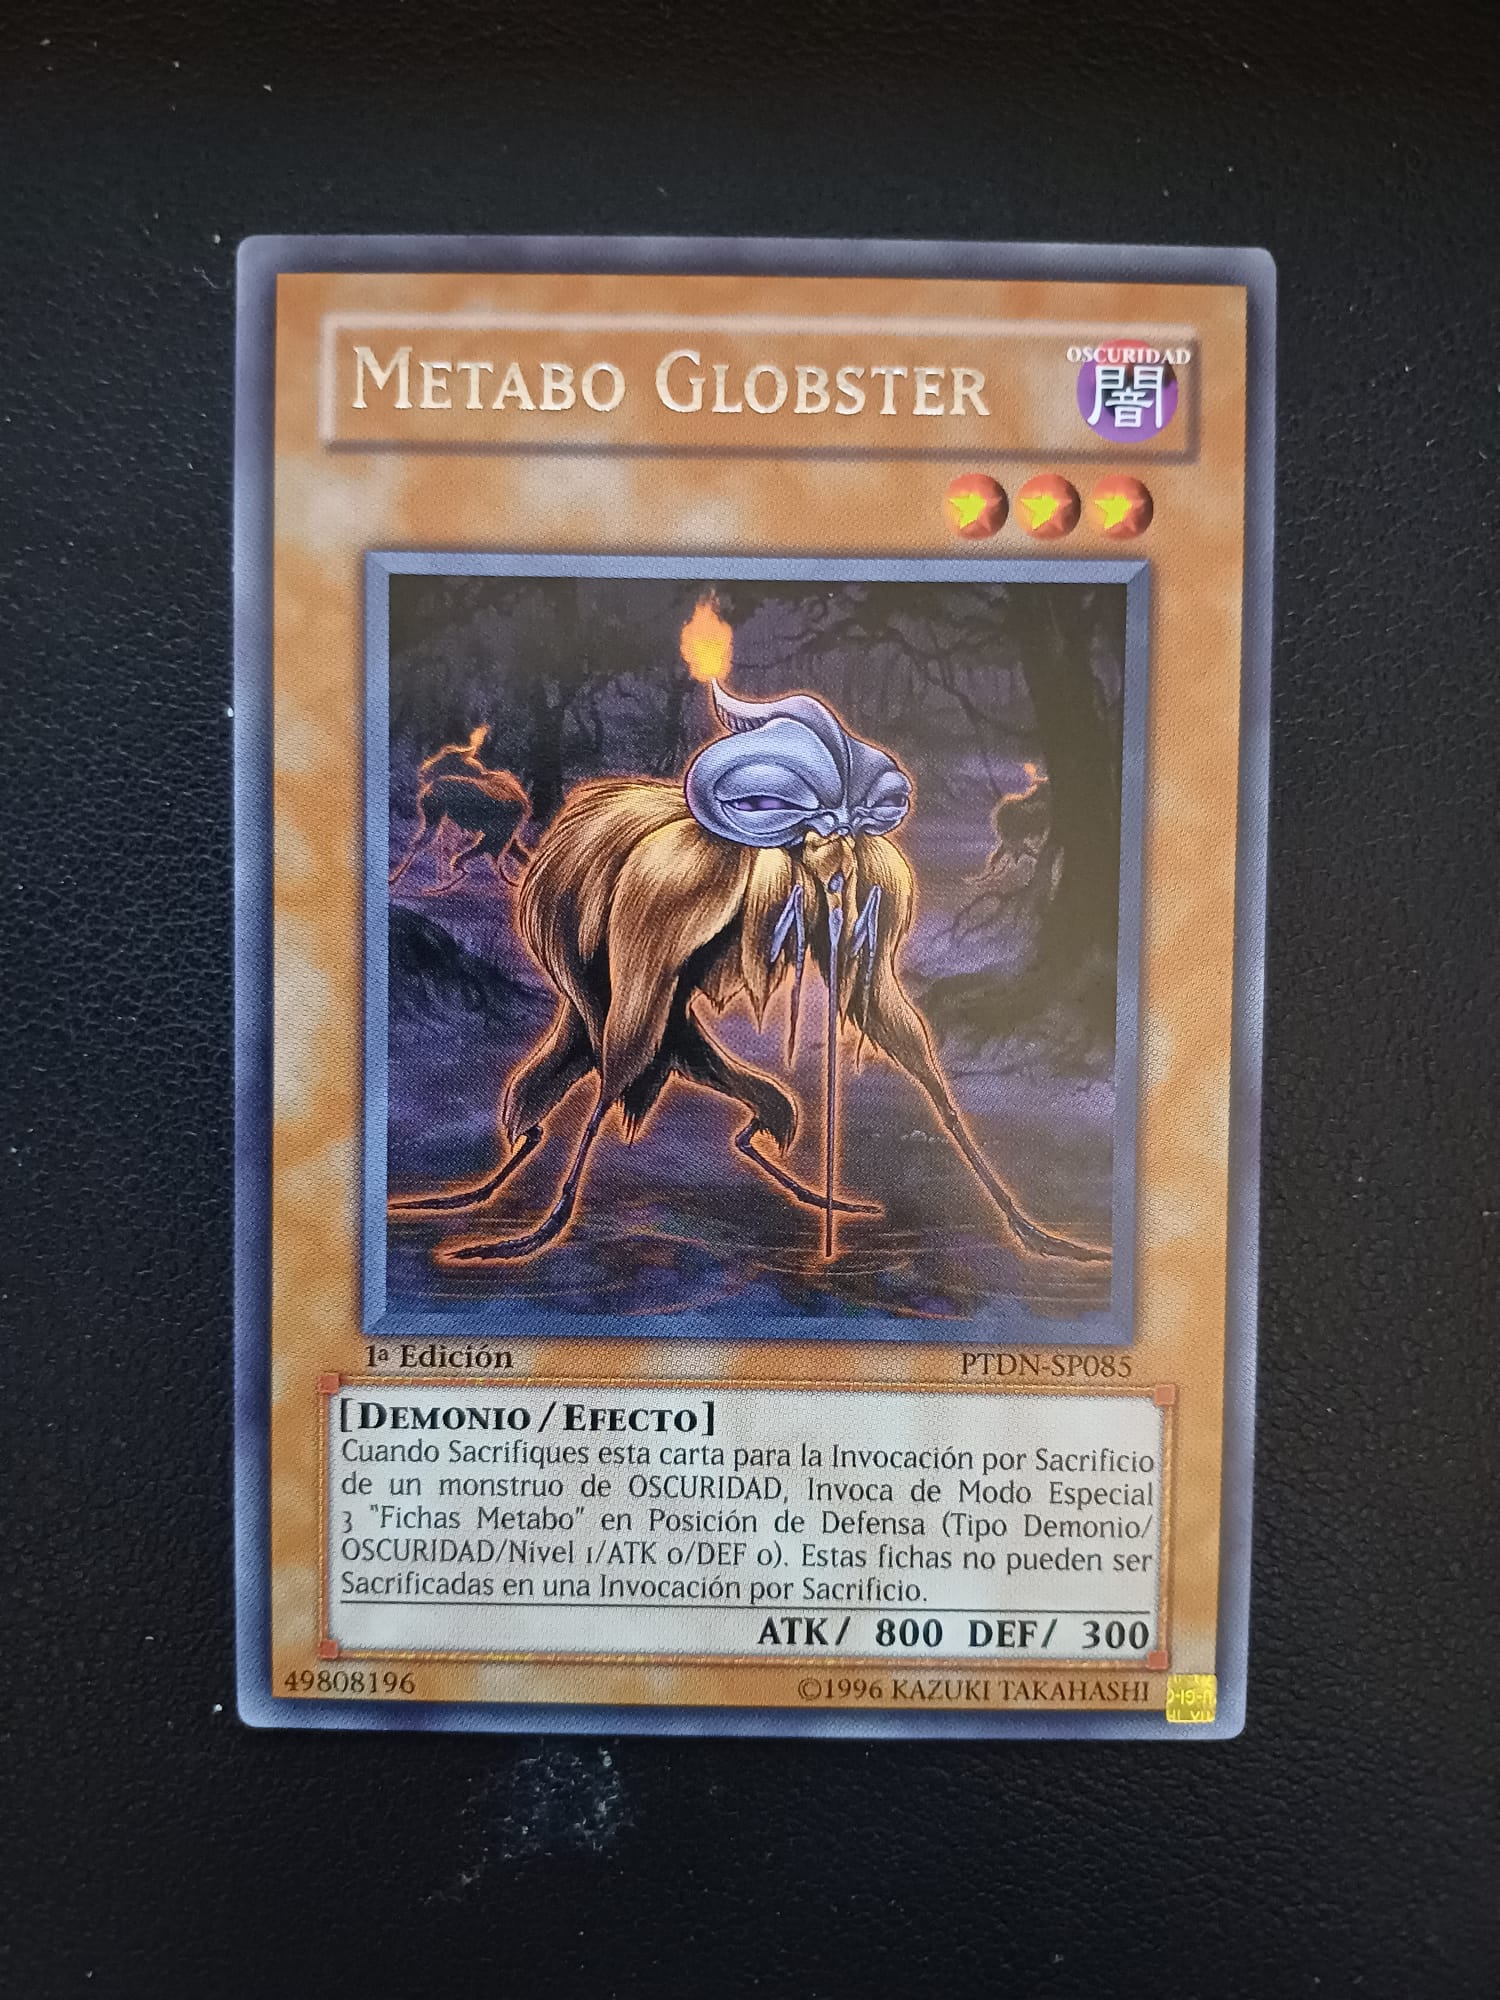 METABO GLOBSTER
OSCURIDAD
闇
1ª Edición
PTDN-SP085
[DEMONIO/EFECTO]
Cuando Sacrifiques esta carta para la Invocación por Sacrificio
de un monstruo de OSCURIDAD, Invoca de Modo Especial
3 "Fichas Metabo" en Posición de Defensa (Tipo Demonio/
OSCURIDAD/Nivel 1/ATK 0/DEF 0). Estas fichas no pueden ser
Sacrificadas en una Invocación por Sacrificio.
ATK/ 800 DEF/ 300
49808196
©1996 KAZUKI TAKAHASHI